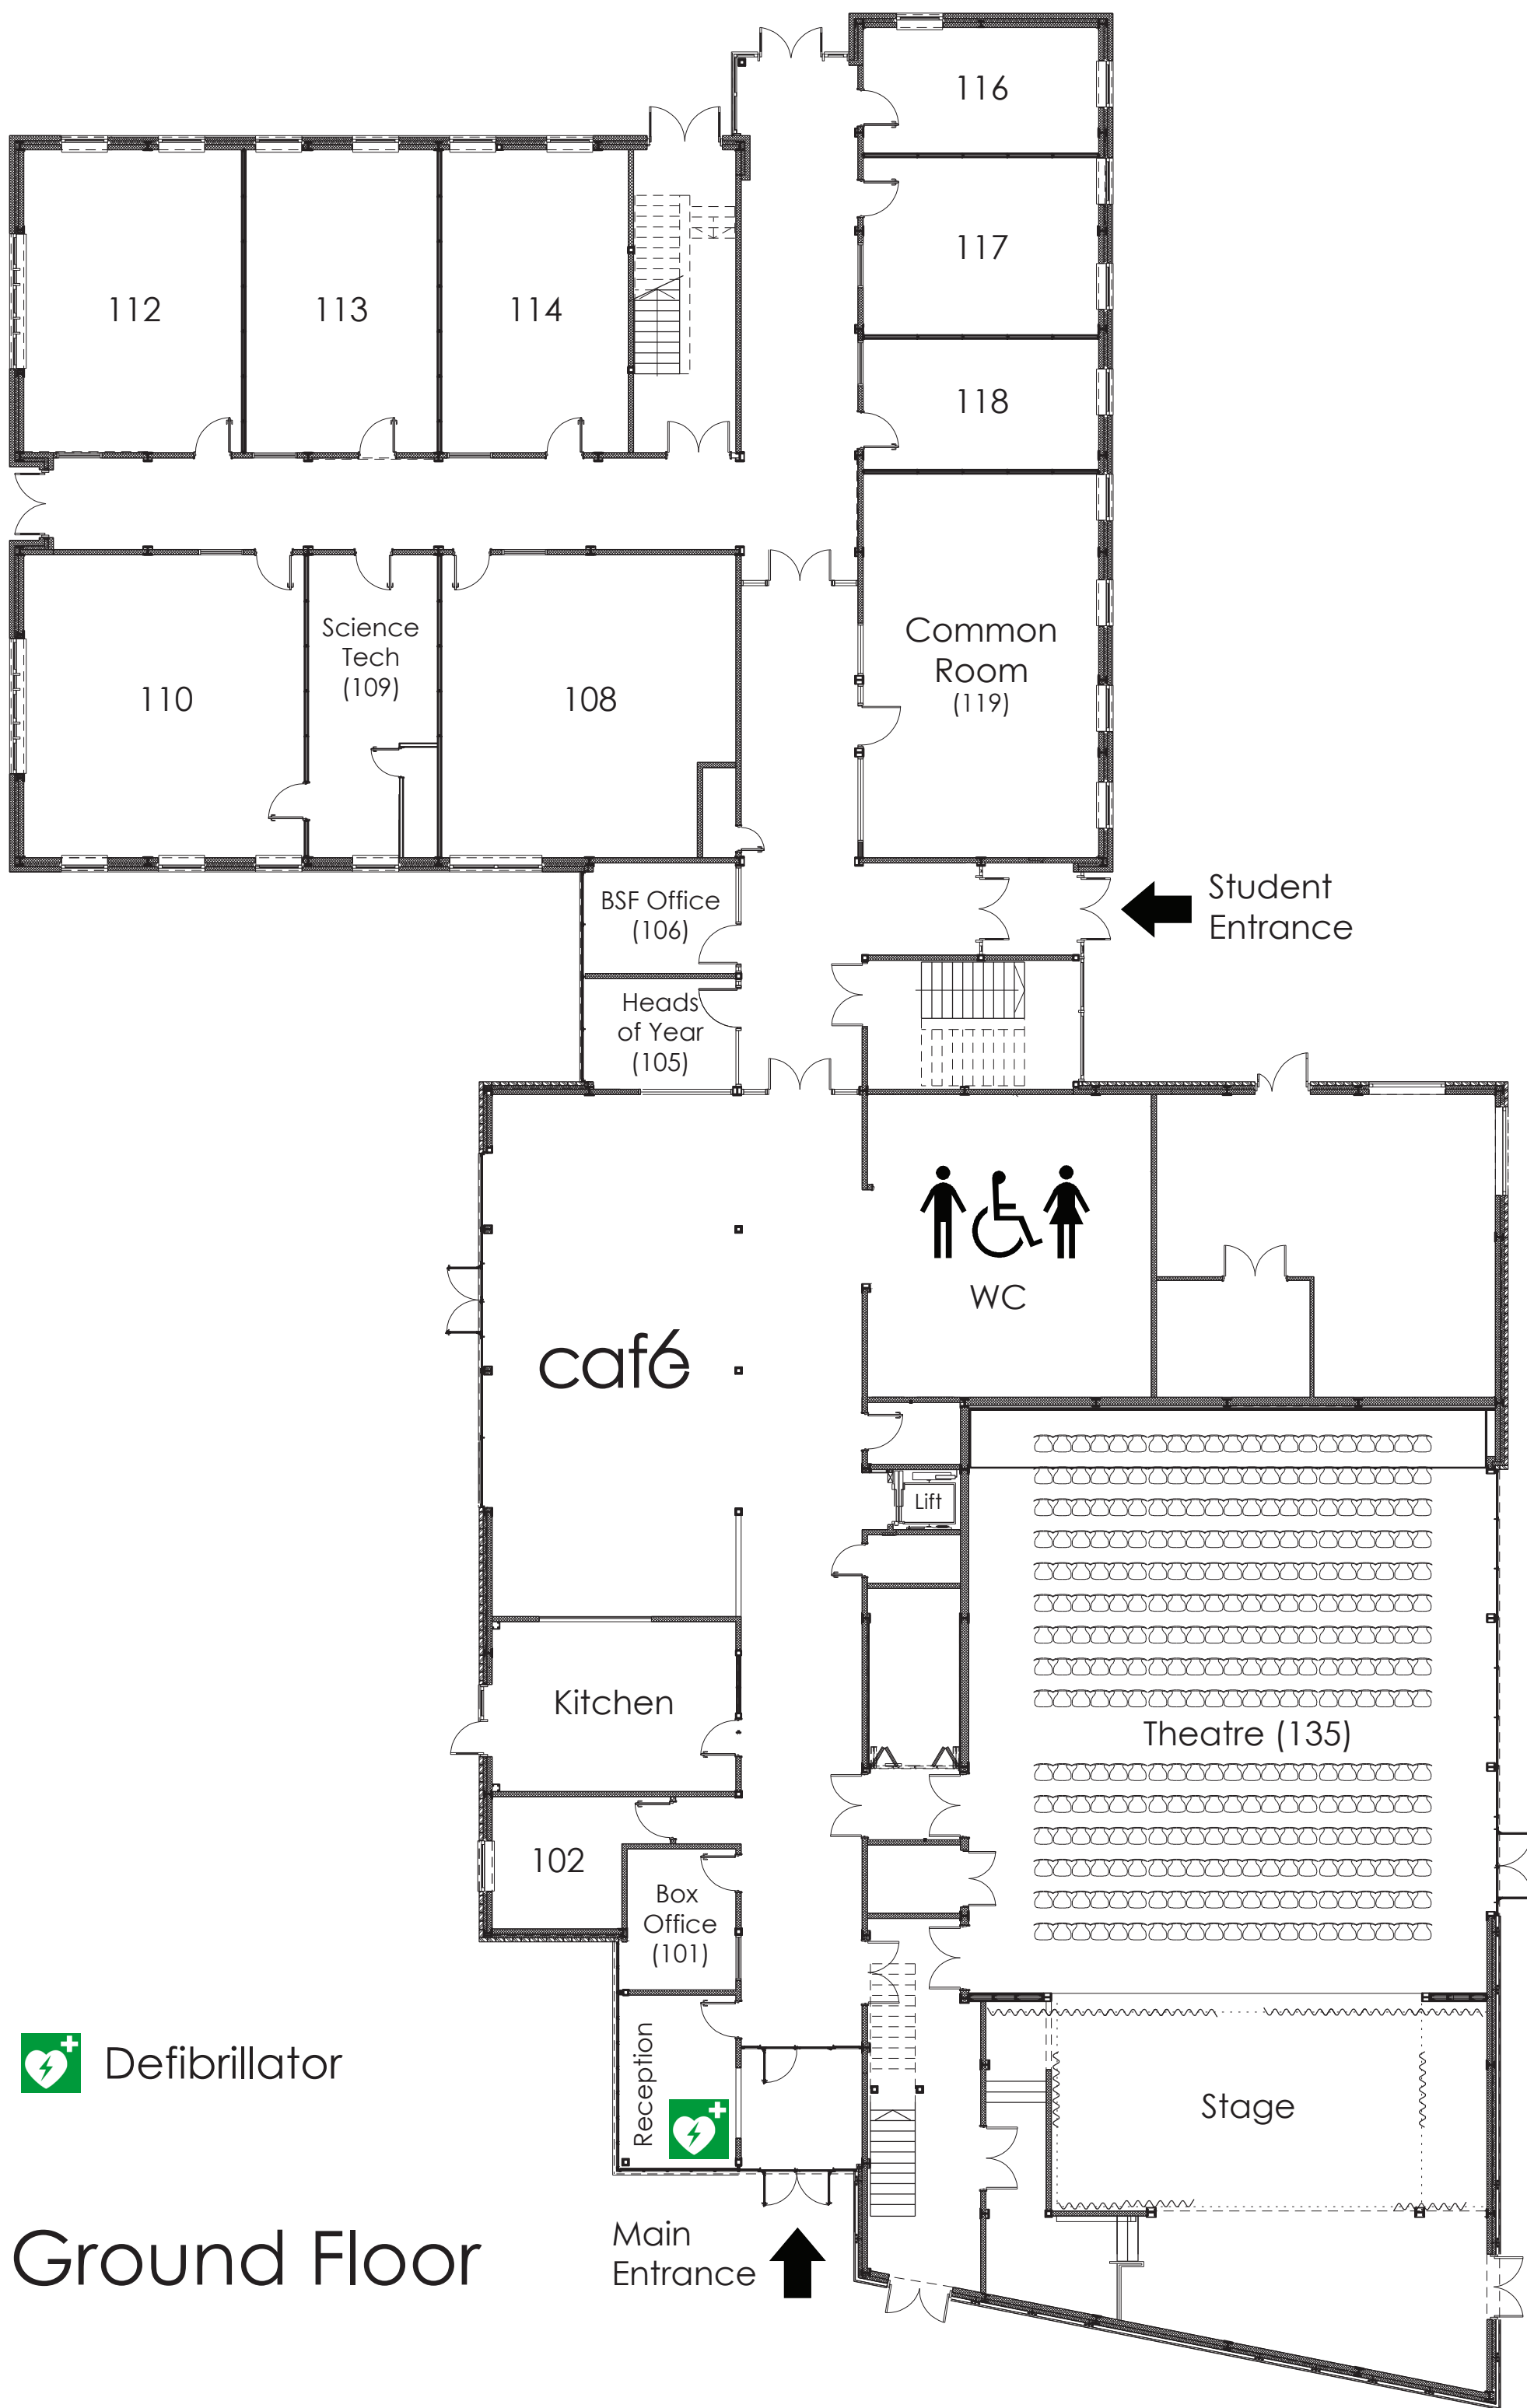 116
117
112
113
114
118
Science
Tech
(109)
Common
Room
(119)
110
108
BSF Office
(106)
Student
Entrance
Heads
of Year
(105)
WC
café
Lift
Kitchen
Theatre (135)
102
Box
Office
(101)
Reception
Defibrillator
Stage
Main
Entrance
Ground Floor